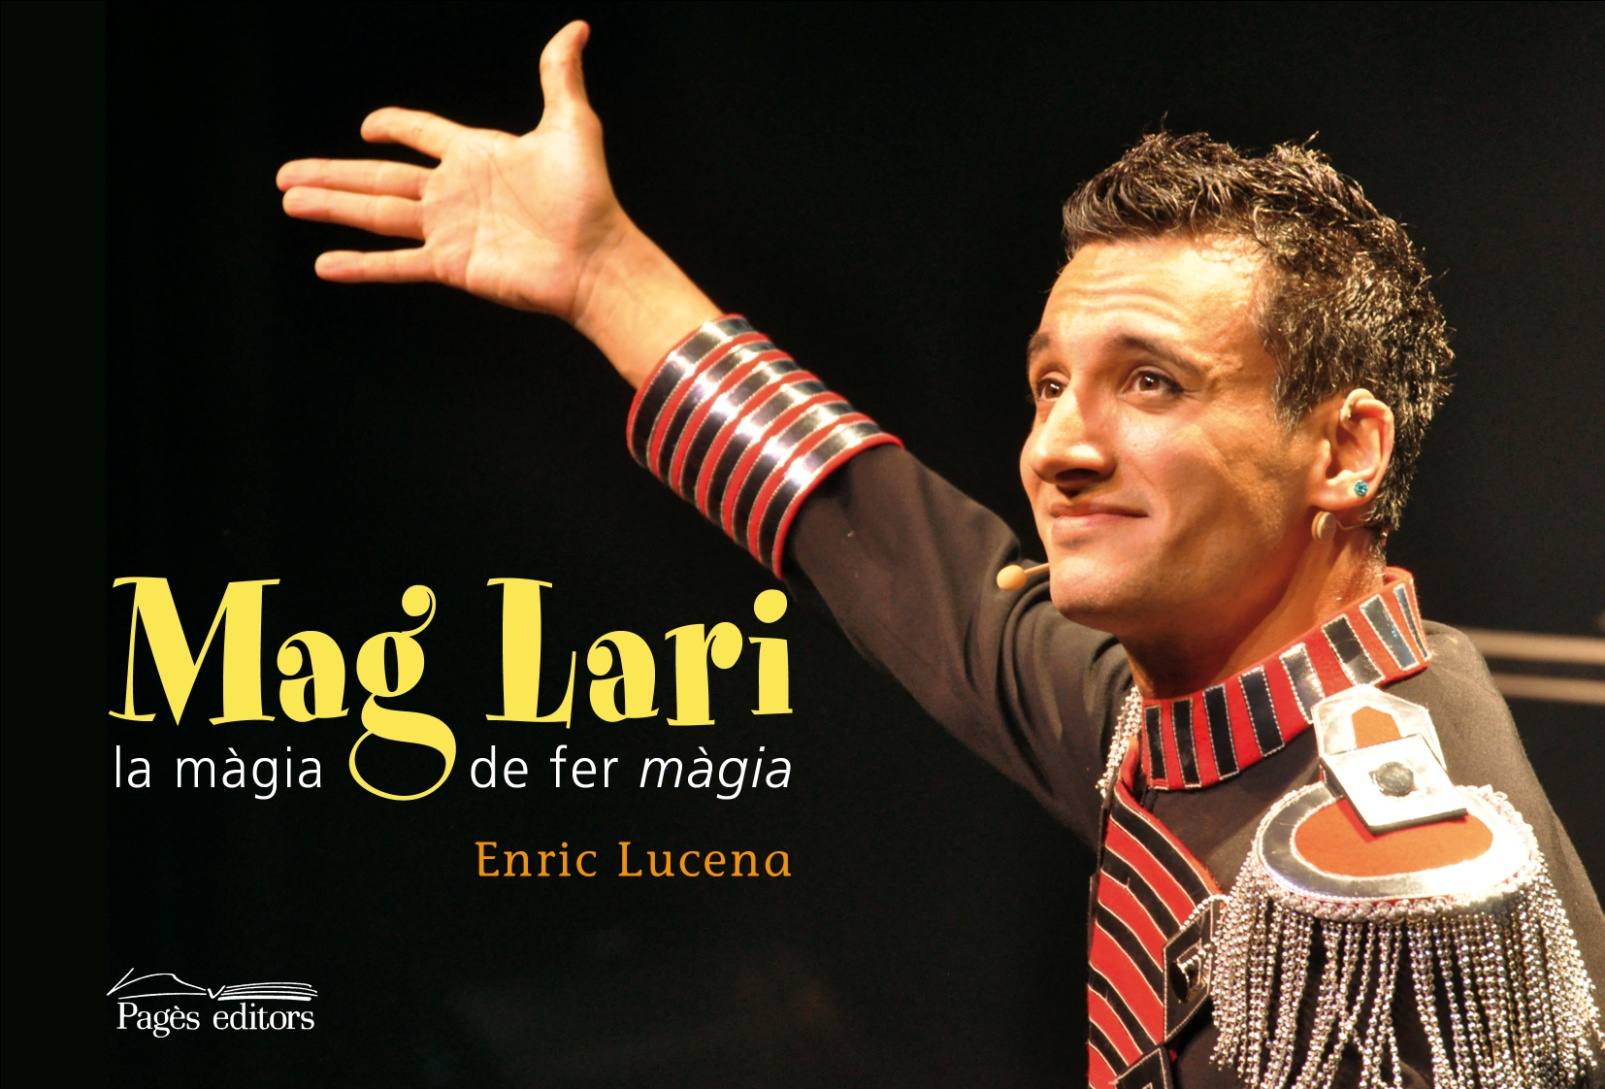 Mag Lari
la màgia de fer màgia
Enric Lucena
Pagès editors